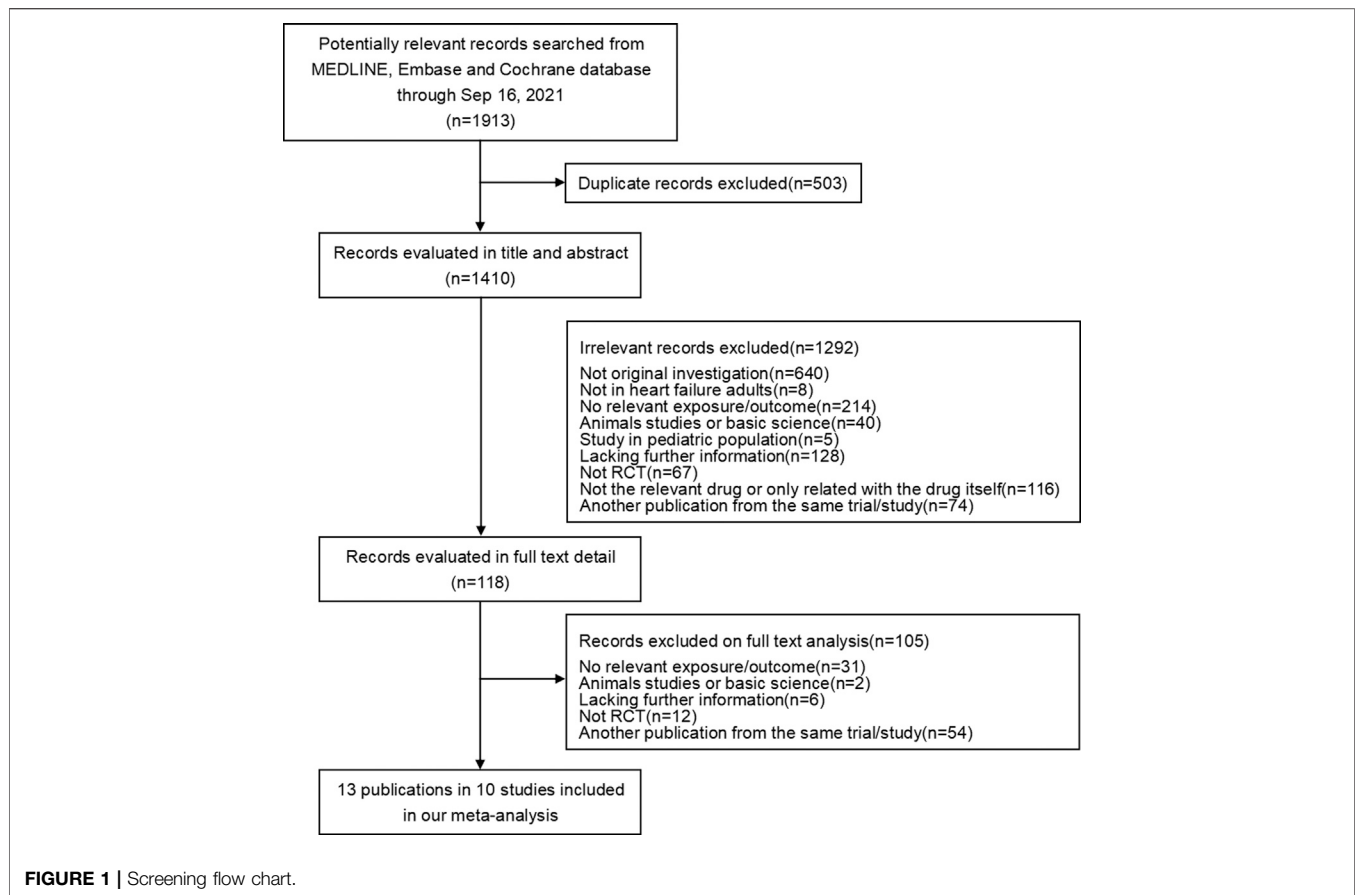 Potentially relevant records searched from
MEDLINE, Embase and Cochrane database
through Sep 16, 2021
(n=1913)
Duplicate records excluded(n=503)
Records evaluated in title and abstract
(n=1410)
Irrelevant records excluded(n=1292)
Not original investigation(n=640)
Not in heart failure adults(n=8)
No relevant exposure/outcome(n=214)
Animals studies or basic science(n=40)
Study in pediatric population(n=5)
Lacking further information(n=128)
Not RCT(n=67)
Not the relevant drug or only related with the drug itself(n=116)
Another publication from the same trial/study(n=74)
Records evaluated in full text detail
(n=118)
Records excluded on full text analysis(n=105)
No relevant exposure/outcome(n=31)
Animals studies or basic science(n=2)
Lacking further information(n=6)
Not RCT(n=12)
Another publication from the same trial/study(n=54)
13 publications in 10 studies included
in our meta-analysis
FIGURE 1 | Screening flow chart.